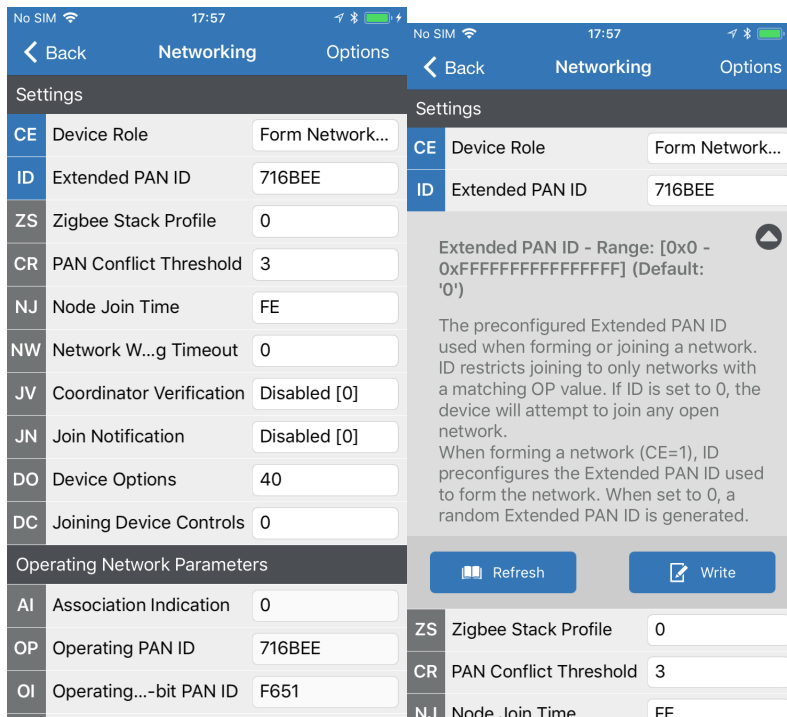 No SIM 17:57
Back Networking Options
Settings
CE Device Role Form Network...
ID Extended PAN ID 716BEE
ZS Zigbee Stack Profile 0
CR PAN Conflict Threshold 3
NJ Node Join Time FE
NW Network W...g Timeout 0
JV Coordinator Verification Disabled [0]
JN Join Notification Disabled [0]
DO Device Options 40
DC Joining Device Controls 0
Operating Network Parameters
AI Association Indication 0
OP Operating PAN ID 716BEE
OI Operating...-bit PAN ID F651
No SIM 17:57
Back Networking Options
Settings
CE Device Role Form Network...
ID Extended PAN ID 716BEE
Extended PAN ID - Range: [0x0 -
0xFFFFFFFFFFFFFFFF] (Default:
'0')
The preconfigured Extended PAN ID
used when forming or joining a network.
ID restricts joining to only networks with
a matching OP value. If ID is set to 0, the
device will attempt to join any open
network.
When forming a network (CE=1), ID
preconfigures the Extended PAN ID used
to form the network. When set to 0, a
random Extended PAN ID is generated.
Refresh Write
ZS Zigbee Stack Profile 0
CR PAN Conflict Threshold 3
NJ Node Join Time FE